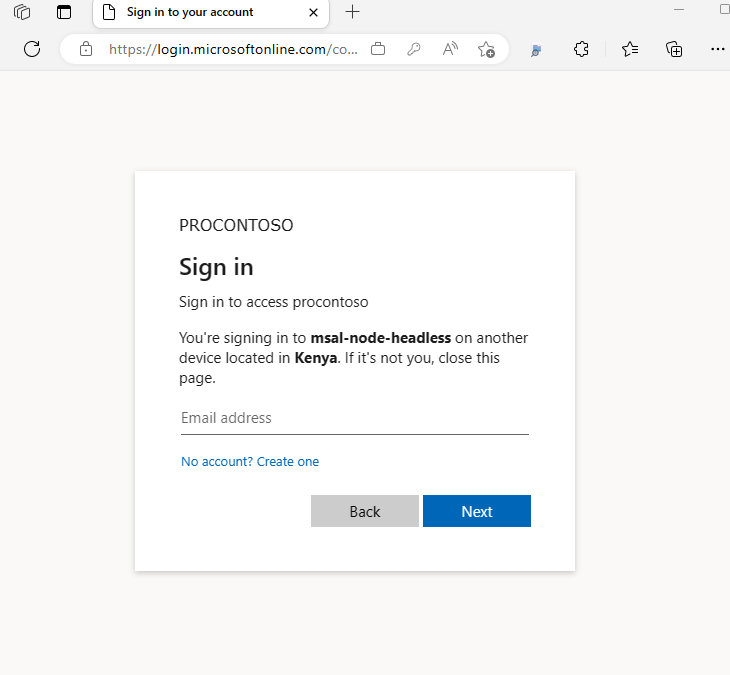 Sign in to your account
https://login.microsoftonline.com/co...
PROCONTOSO
Sign in
Sign in to access procontoso
You're signing in to msal-node-headless on another
device located in Kenya. If it's not you, close this
page.
Email address
No account? Create one
Back
Next